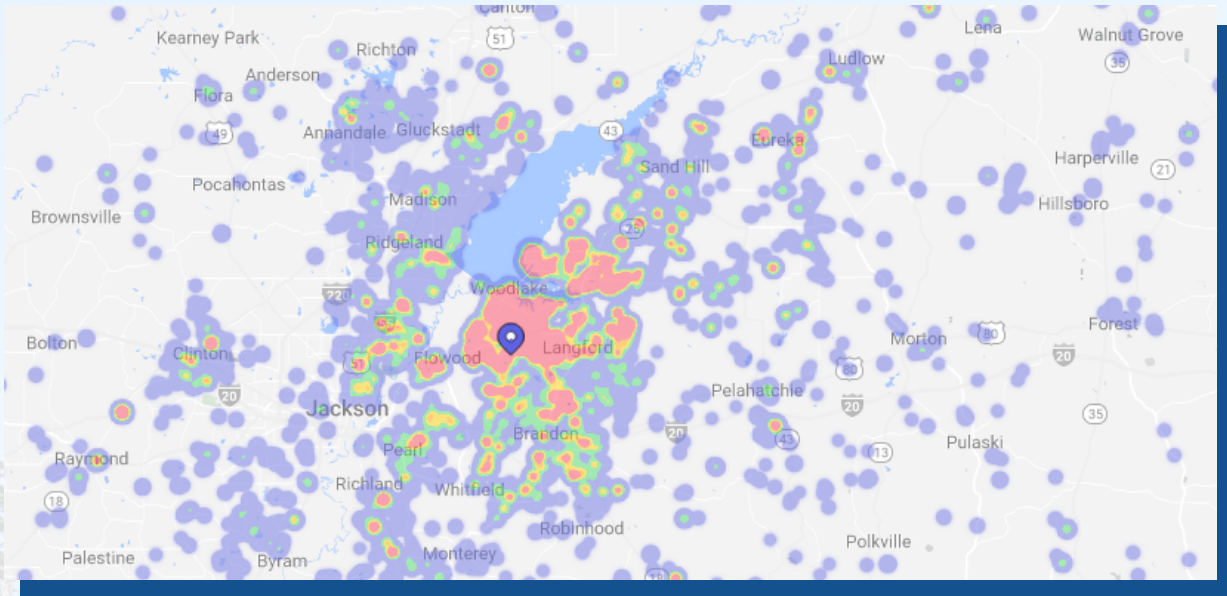 Canton
Lena
Walnut Grove
Kearney Park
51
Richton
Ludlow
35
Anderson
Flora
49
Annandale
Gluckstadt
43
Eureka
Harperville
21
Sand Hill
Pocahontas
Madison
Hillsboro
Brownsville
25
Ridgeland
Woodlake
220
Forest
Bolton
Clinton
51
Flowood
Langford
Morton
80
20
80
20
Jackson
Pelahatchie
20
35
Brandon
20
43
Pulaski
Pearl
13
Raymond
Richland
Whitfield
18
Robinhood
Palestine
Byram
Monterey
Polkville
18